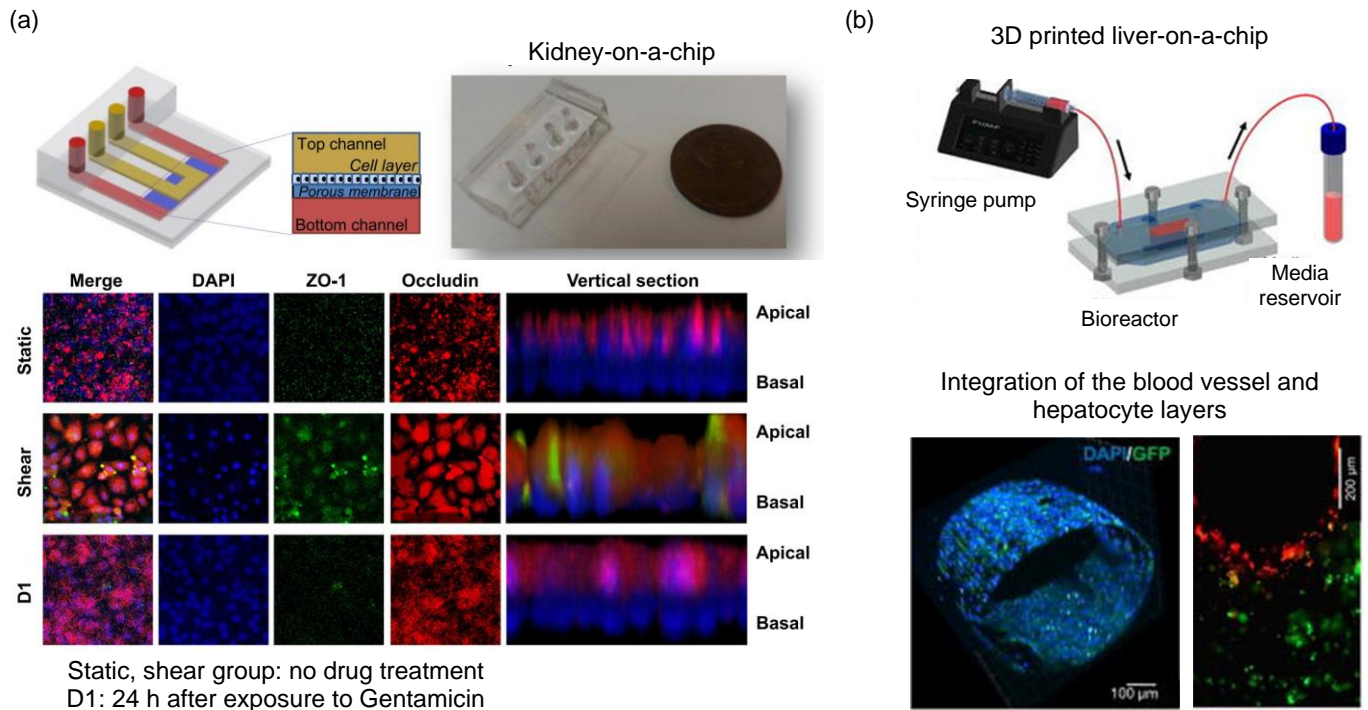 (a)
Kidney-on-a-chip
Top channel
Cell layer
Porous membrane
Bottom channel
Merge DAPI ZO-1 Occludin Vertical section
Static
Apical
Basal
Shear
Apical
Basal
D1
Apical
Basal
Static, shear group: no drug treatment
D1: 24 h after exposure to Gentamicin
(b)
3D printed liver-on-a-chip
PUMP
Syringe pump
Bioreactor
Media
reservoir
Integration of the blood vessel and
hepatocyte layers
DAPI/GFP
100 µm
200 µm